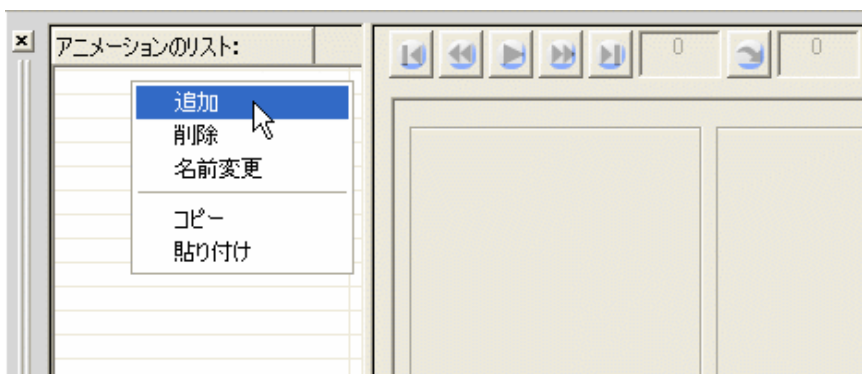 アニメーションのリスト:
0
0
追加
削除
名前変更
コピー
貼り付け